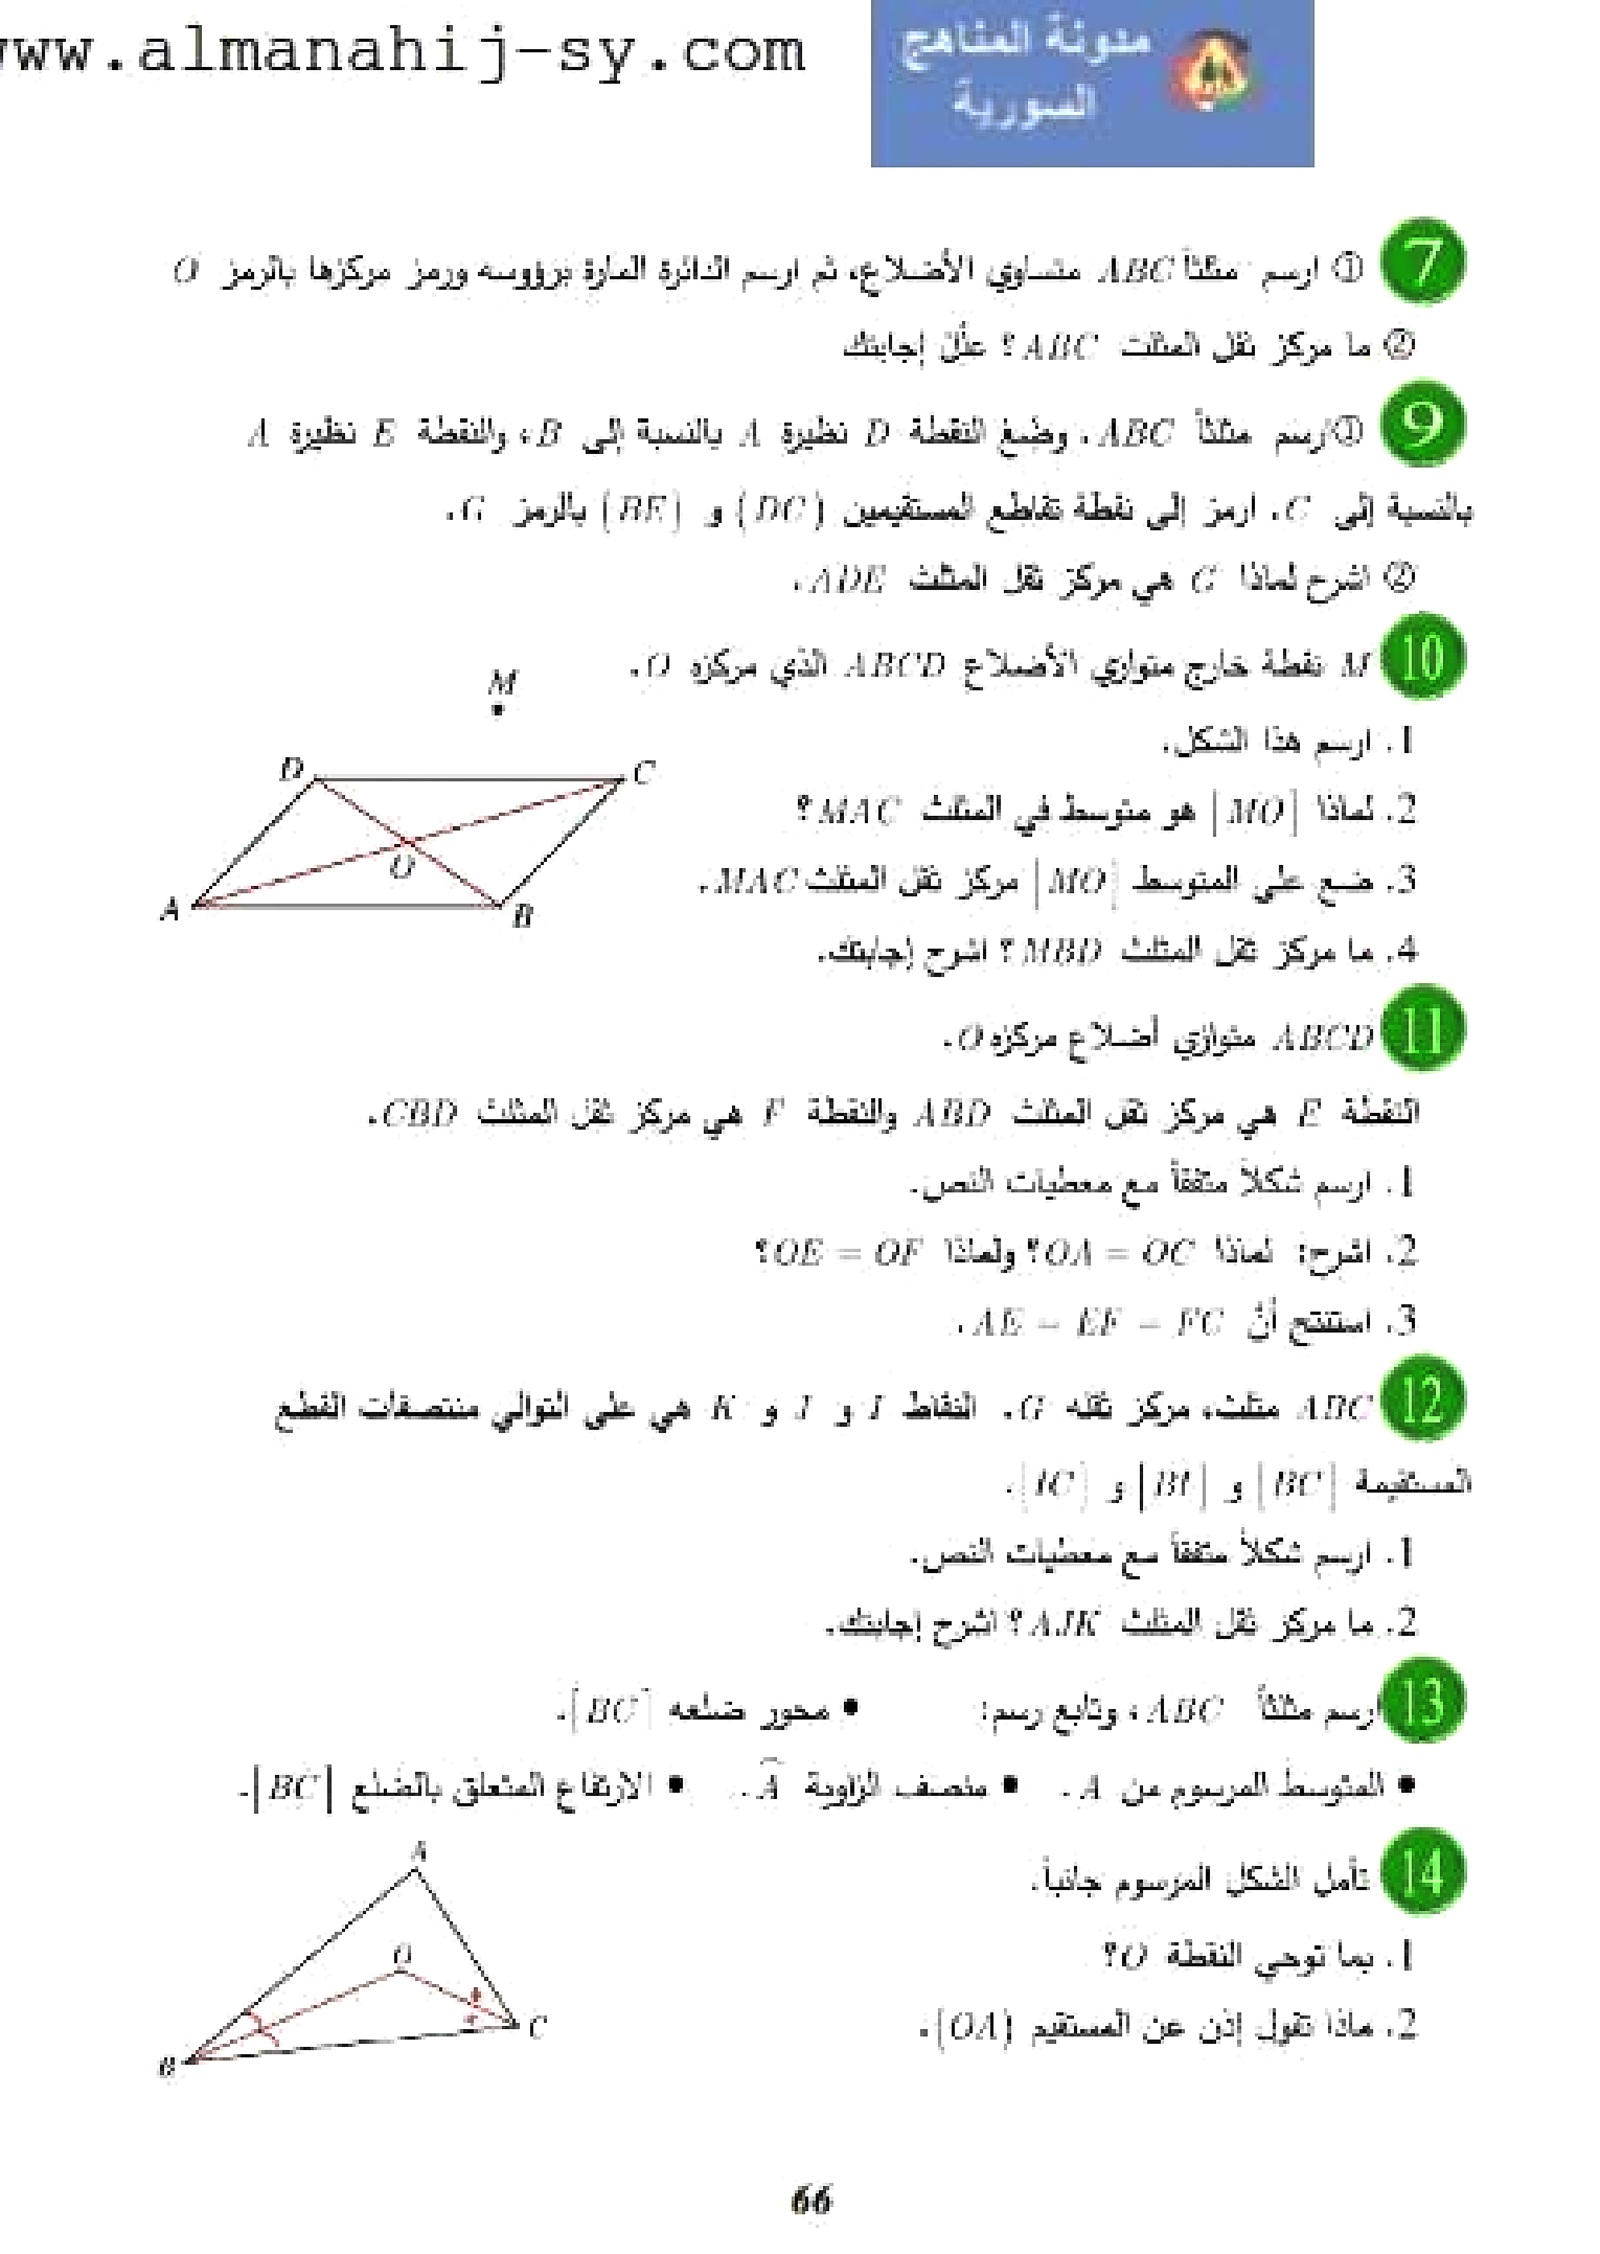 www.almanahij-sy.com
مدونة المناهج
السورية
7 ① ارسم مثلثاً ABC متساوي الأضلاع، ثم ارسم الدائرة المارة برؤوسه ورمز مركزها بالرمز O
② ما مركز ثقل المثلث ABC؟ علّل إجابتك
9 ① ارسم مثلثاً ABC، وضع النقطة D نظيرة A بالنسبة إلى B، والنقطة E نظيرة A
بالنسبة إلى C. ارمز إلى نقطة تقاطع المستقيمين (DC) و (BE) بالرمز G.
② اشرح لماذا G هي مركز ثقل المثلث ADE.
10 M نقطة خارج متوازي الأضلاع ABCD الذي مركزه O.
M
1. ارسم هذا الشكل.
D C
2. لماذا [MO] هو متوسط في المثلث MAC؟
O
3. ضع على المتوسط [MO] مركز ثقل المثلث MAC.
A B
4. ما مركز ثقل المثلث MBD؟ اشرح إجابتك.
11 ABCD متوازي أضلاع مركزه O.
النقطة E هي مركز ثقل المثلث ABD والنقطة F هي مركز ثقل المثلث CBD.
1. ارسم شكلاً متفقاً مع معطيات النص.
2. اشرح: لماذا OA = OC؟ ولماذا OE = OF؟
3. استنتج أنّ AE = EF = FC.
12 ABC مثلث، مركز ثقله G. النقاط I و J و K هي على التوالي منتصفات القطع
المستقيمة [BC] و [BI] و [IC].
1. ارسم شكلاً متفقاً مع معطيات النص.
2. ما مركز ثقل المثلث AJK؟ اشرح إجابتك.
13 ارسم مثلثاً ABC، وتابع رسم: • محور ضلعه [BC].
• المتوسط المرسوم من A. • منصف الزاوية A. • الارتفاع المتعلق بالضلع [BC].
A
14 تأمل الشكل المرسوم جانباً.
O
1. بما توحي النقطة O؟
C
2. ماذا تقول إذن عن المستقيم (OA).
B
66